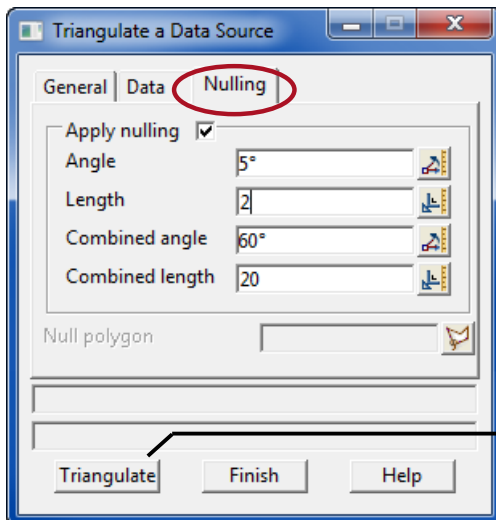 Triangulate a Data Source
General Data Nulling
Apply nulling
Angle 5°
Length 2
Combined angle 60°
Combined length 20
Null polygon
Triangulate Finish Help